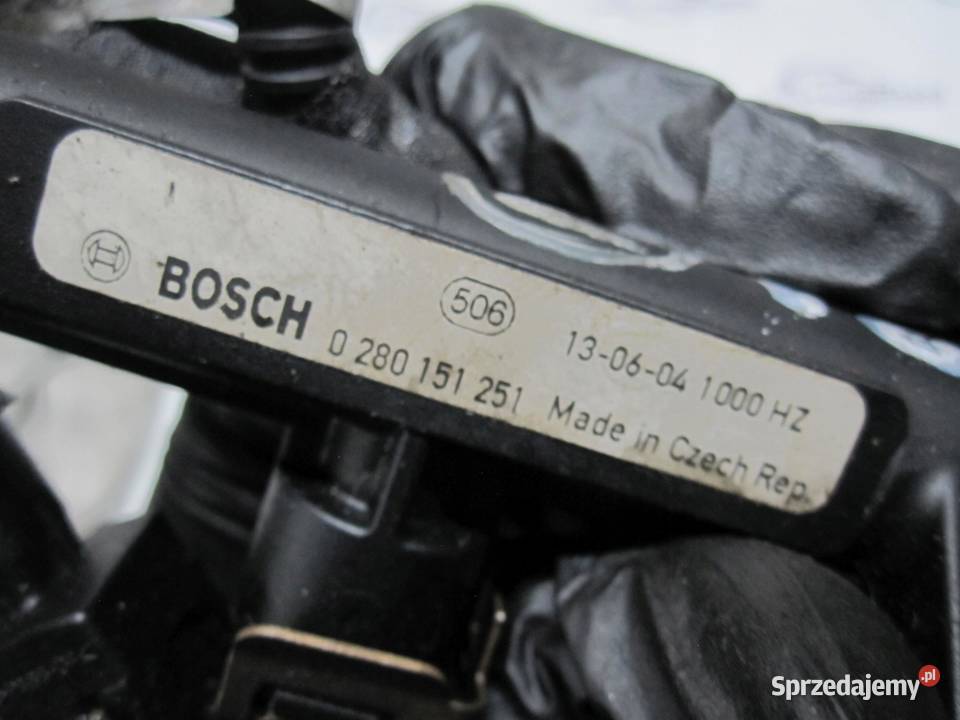 BOSCH
506
13-06-04 1000 HZ
0 280 151 251 Made in Czech Rep.
Sprzedajemy.pl